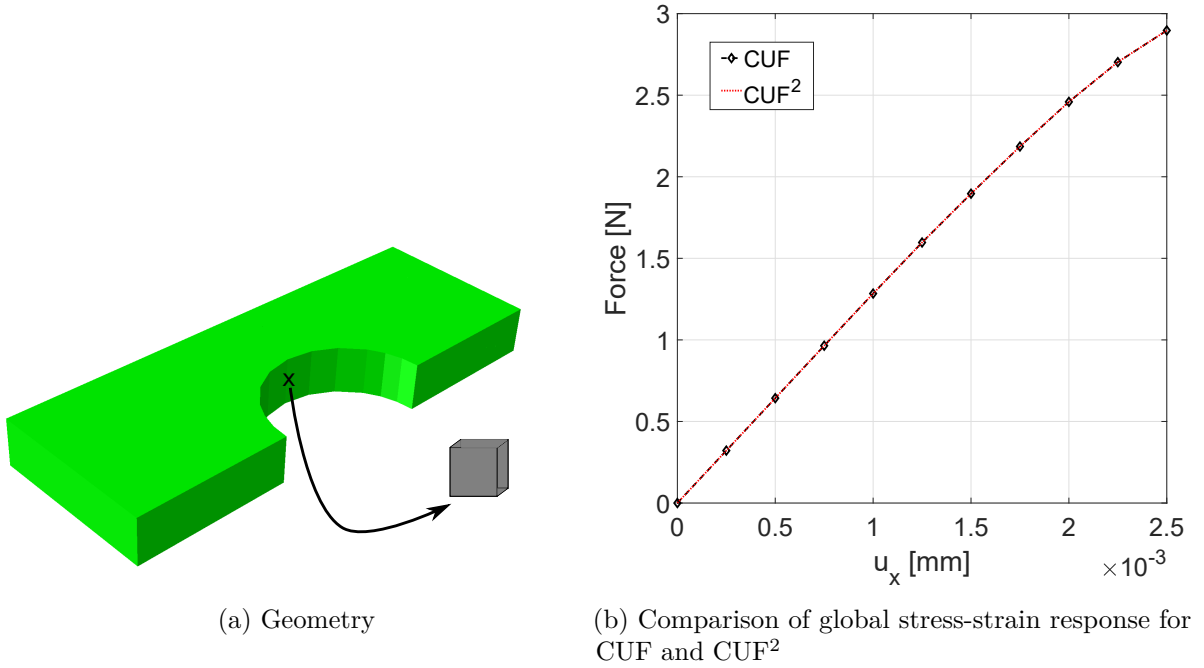 x
CUF
CUF²
Force [N]
3
2.5
2
1.5
1
0.5
0
0 0.5 1 1.5 2 2.5
uₓ [mm] ×10⁻³
(a) Geometry
(b) Comparison of global stress-strain response for
CUF and CUF²